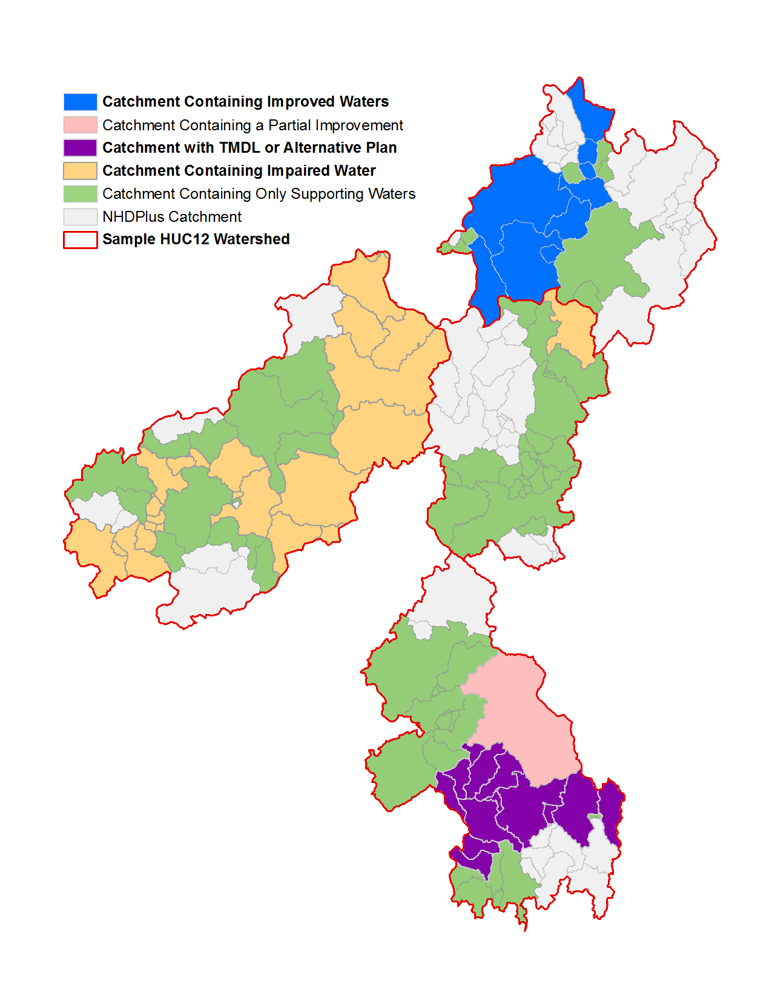 Catchment Containing Improved Waters
Catchment Containing a Partial Improvement
Catchment with TMDL or Alternative Plan
Catchment Containing Impaired Water
Catchment Containing Only Supporting Waters
NHDPlus Catchment
Sample HUC12 Watershed